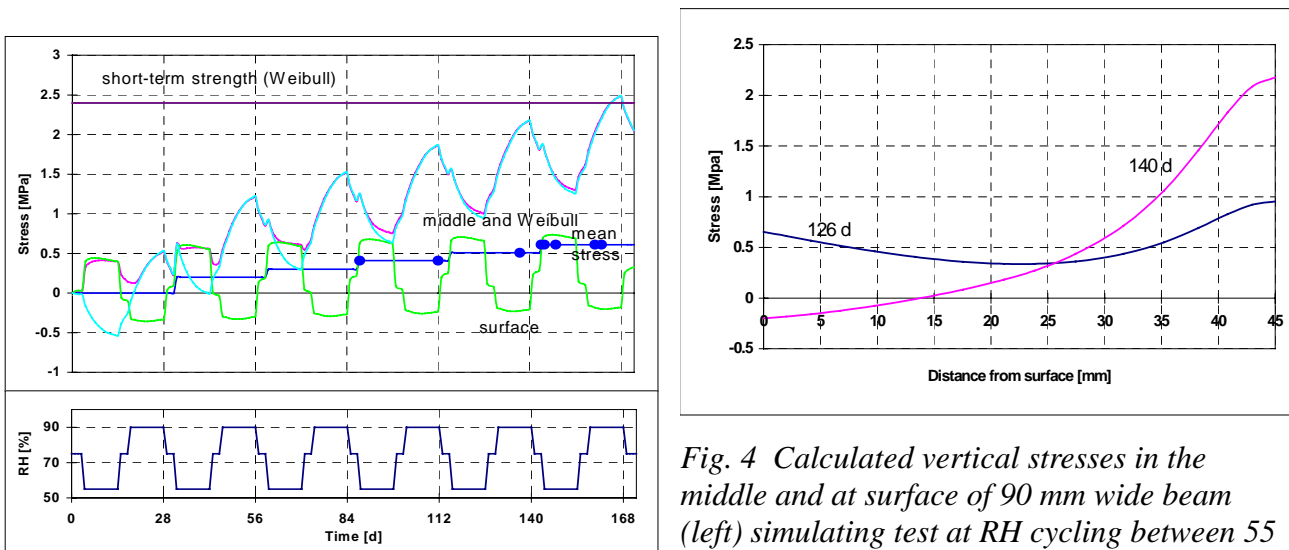 3
2.5
2
1.5
1
0.5
0
-0.5
-1
Stress [MPa]
short-term strength (Weibull)
middle and Weibull
mean
stress
surface
90
70
50
RH [%]
0 28 56 84 112 140 168
Time [d]
2.5
2
1.5
1
0.5
0
-0.5
Stress [Mpa]
140 d
126 d
0 5 10 15 20 25 30 35 40 45
Distance from surface [mm]
Fig. 4 Calculated vertical stresses in the
middle and at surface of 90 mm wide beam
(left) simulating test at RH cycling between 55